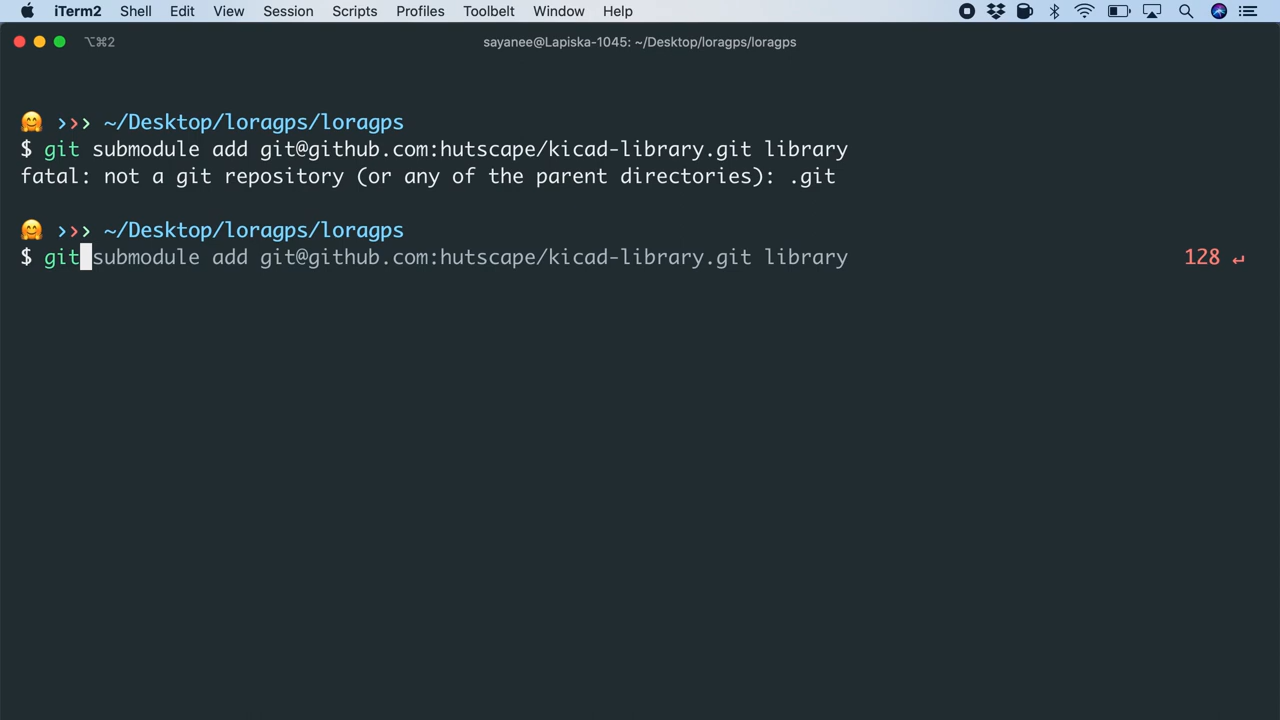 iTerm2 Shell Edit View Session Scripts Profiles Toolbelt Window Help
⌥⌘2 sayanee@Lapiska-1045: ~/Desktop/loragps/loragps
🤗 ››› ~/Desktop/loragps/loragps
$ git submodule add git@github.com:hutscape/kicad-library.git library
fatal: not a git repository (or any of the parent directories): .git
🤗 ››› ~/Desktop/loragps/loragps
$ git submodule add git@github.com:hutscape/kicad-library.git library 128 ↵